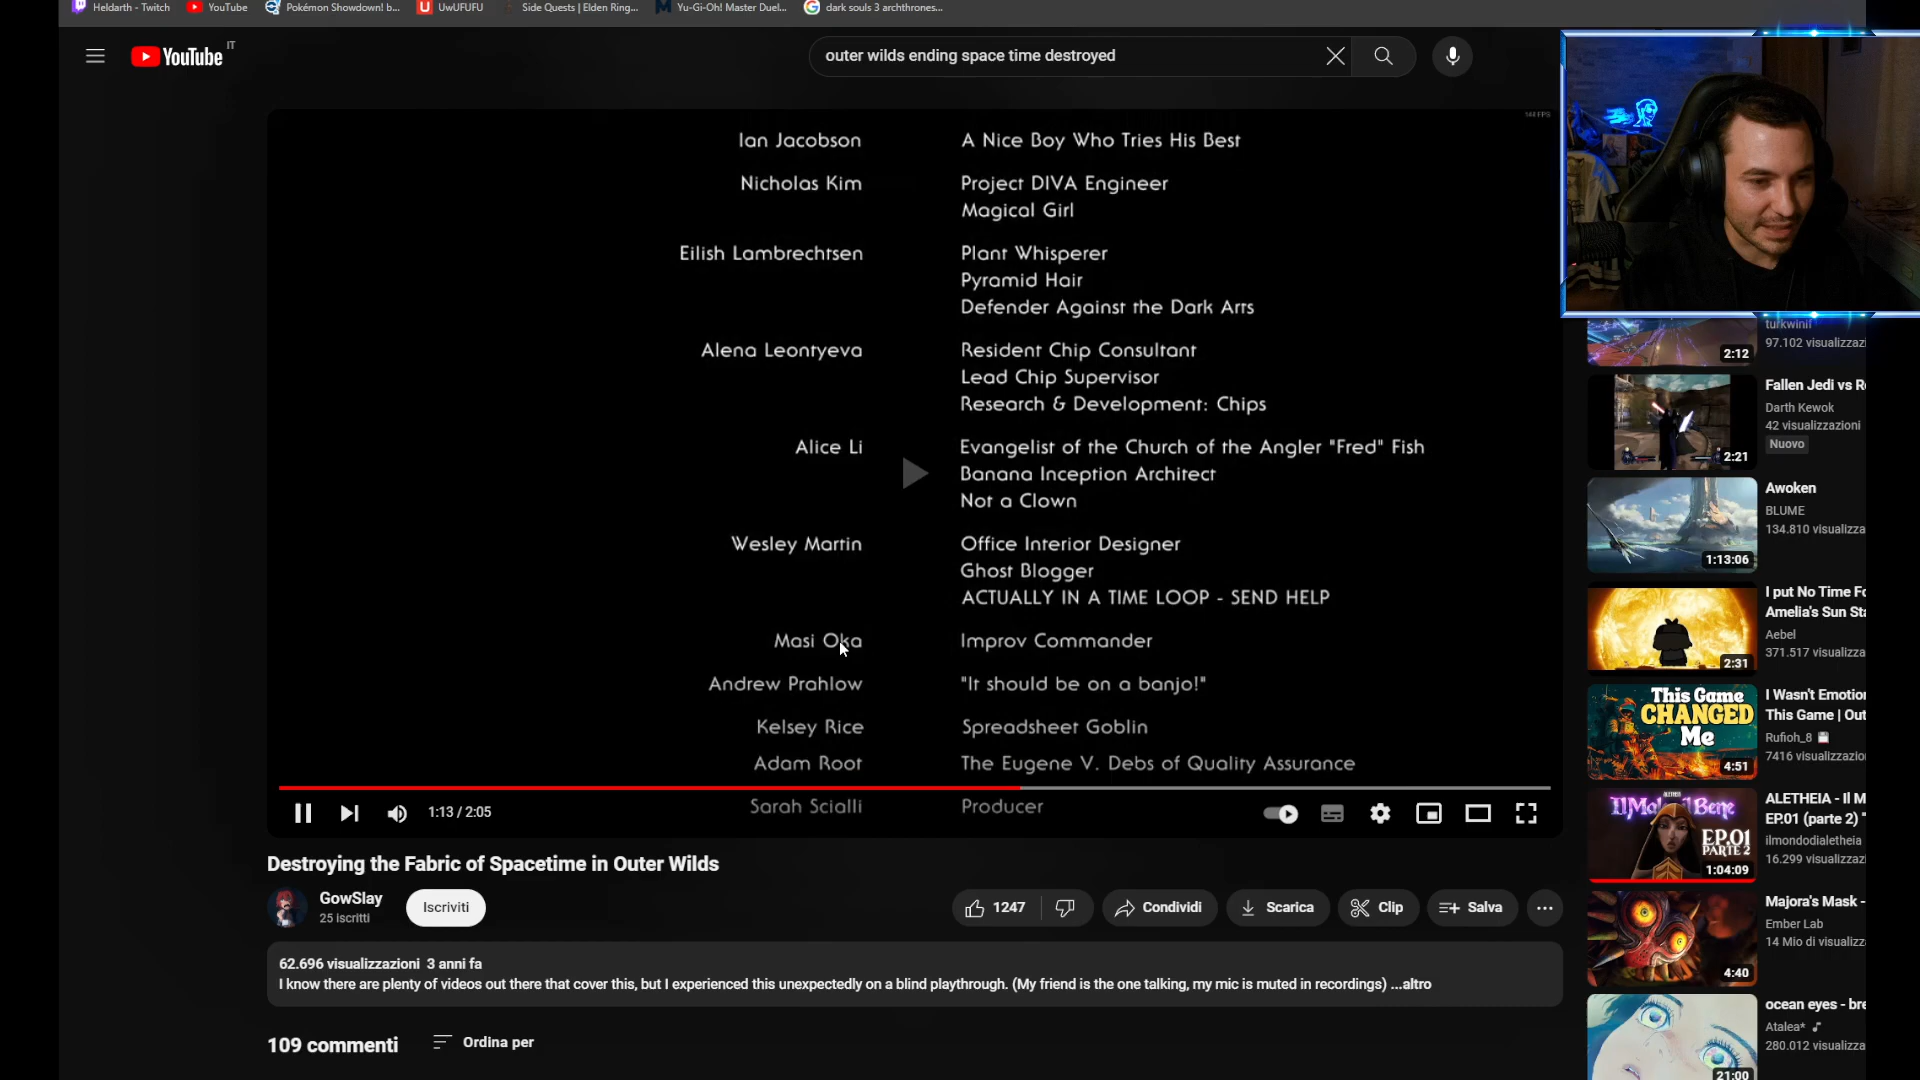 Heldarth - Twitch YouTube Pokémon Showdown! b... UwUFUFU Side Quests | Elden Ring... Yu-Gi-Oh! Master Duel... dark souls 3 archthrones...
YouTube IT
outer wilds ending space time destroyed
144 FPS
Ian Jacobson A Nice Boy Who Tries His Best
Nicholas Kim Project DIVA Engineer
Magical Girl
Eilish Lambrechtsen Plant Whisperer
Pyramid Hair
Defender Against the Dark Arts
Alena Leontyeva Resident Chip Consultant
Lead Chip Supervisor
Research & Development: Chips
Alice Li Evangelist of the Church of the Angler "Fred" Fish
Banana Inception Architect
Not a Clown
Wesley Martin Office Interior Designer
Ghost Blogger
ACTUALLY IN A TIME LOOP - SEND HELP
Masi Oka Improv Commander
Andrew Prahlow "It should be on a banjo!"
Kelsey Rice Spreadsheet Goblin
Adam Root The Eugene V. Debs of Quality Assurance
Sarah Scialli Producer
1:13 / 2:05
Destroying the Fabric of Spacetime in Outer Wilds
GowSlay
25 iscritti
Iscriviti
1247 Condividi Scarica Clip Salva
62.696 visualizzazioni 3 anni fa
I know there are plenty of videos out there that cover this, but I experienced this unexpectedly on a blind playthrough. (My friend is the one talking, my mic is muted in recordings) ...altro
109 commenti Ordina per
turkwinif
97.102 visualizzazi
2:12
Fallen Jedi vs R
Darth Kewok
42 visualizzazioni
Nuovo
2:21
Awoken
BLUME
134.810 visualizza
1:13:06
I put No Time Fo
Amelia's Sun Sta
Aebel
371.517 visualizza
2:31
This Game
CHANGED
Me
4:51
I Wasn't Emotion
This Game | Out
Rufioh_8
7416 visualizzazio
ALETHEIA
Il Male il Bene
EP.01
PARTE 2
1:04:09
ALETHEIA - Il M
EP.01 (parte 2) "
ilmondodialetheia
16.299 visualizzazi
Majora's Mask -
Ember Lab
14 Mio di visualizz
4:40
ocean eyes - bre
Atalea*
280.012 visualizza
21:00